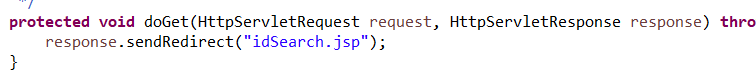 */
protected void doGet(HttpServletRequest request, HttpServletResponse response) thro
response.sendRedirect("idSearch.jsp");
}